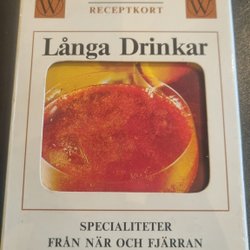 W RECEPTKORT W
Långa Drinkar
SPECIALITETER
FRÅN NÄR OCH FJÄRRAN